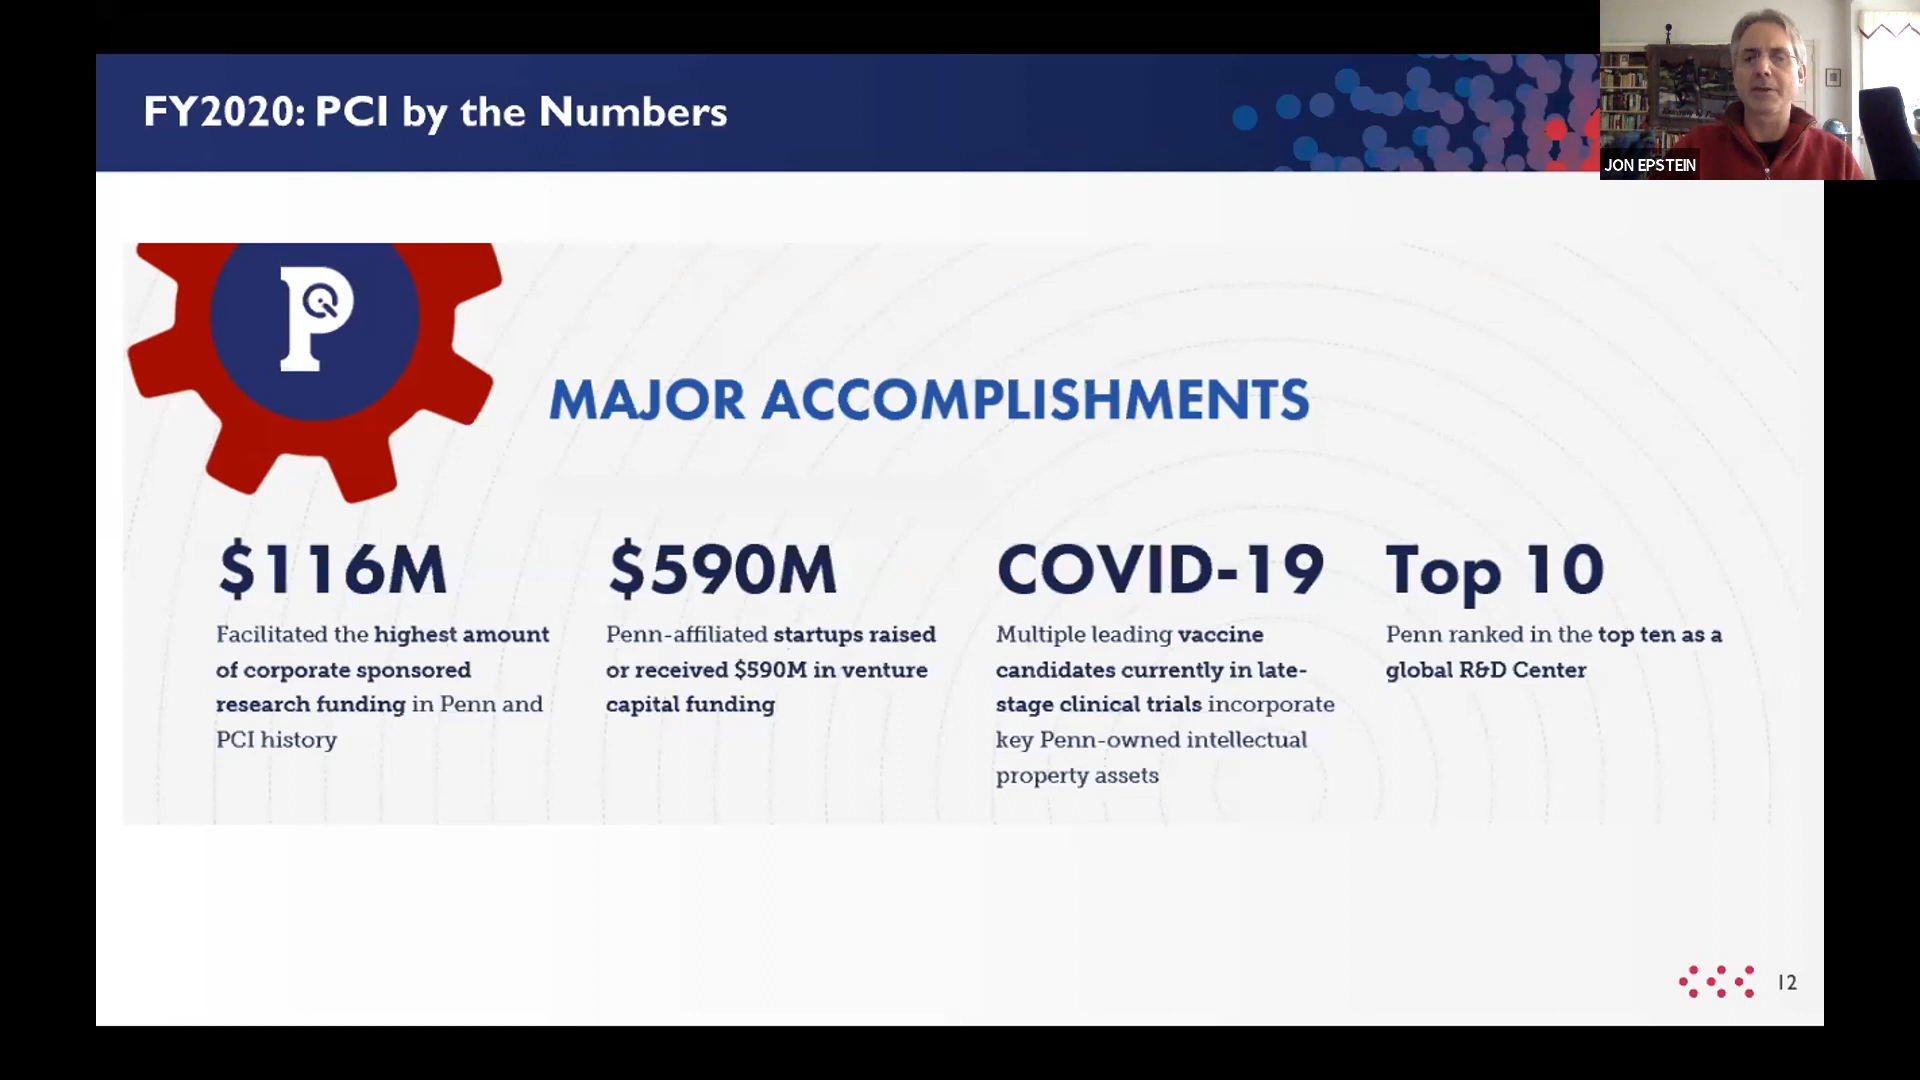 FY2020: PCI by the Numbers
JON EPSTEIN
P
MAJOR ACCOMPLISHMENTS
$116M
Facilitated the highest amount
of corporate sponsored
research funding in Penn and
PCI history
$590M
Penn-affiliated startups raised
or received $590M in venture
capital funding
COVID-19
Multiple leading vaccine
candidates currently in late-
stage clinical trials incorporate
key Penn-owned intellectual
property assets
Top 10
Penn ranked in the top ten as a
global R&D Center
12